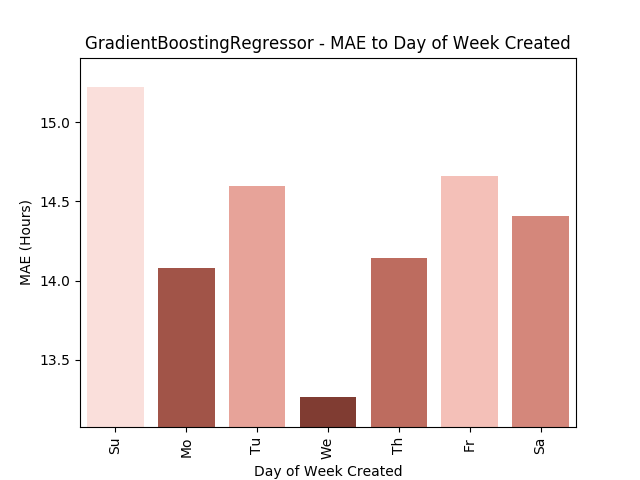 GradientBoostingRegressor - MAE to Day of Week Created
MAE (Hours)
15.0
14.5
14.0
13.5
Su
Mo
Tu
We
Th
Fr
Sa
Day of Week Created